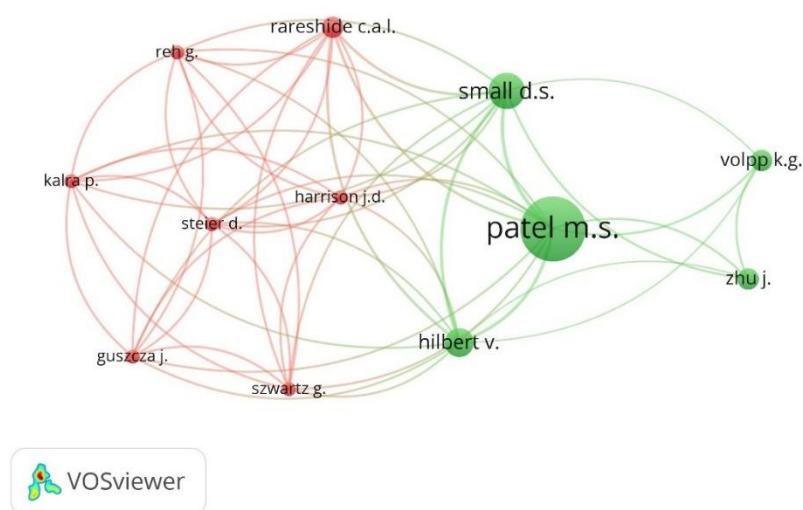 rareshide c.a.l.
reh g.
small d.s.
volpp k.g.
kalra p.
harrison j.d.
steier d.
patel m.s.
zhu j.
hilbert v.
guszcza j.
szwartz g.
VOSviewer